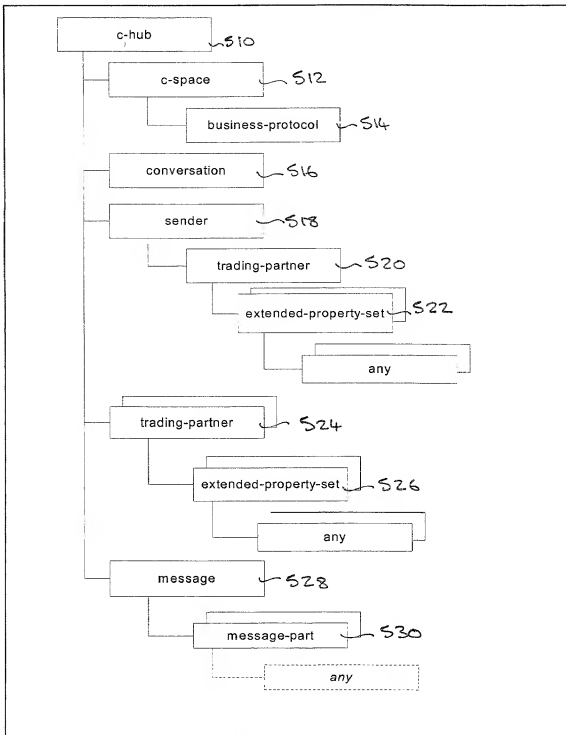 c-hub 510
c-space 512
business-protocol 514
conversation 516
sender 518
trading-partner 520
extended-property-set 522
any
trading-partner 524
extended-property-set 526
any
message 528
message-part 530
any